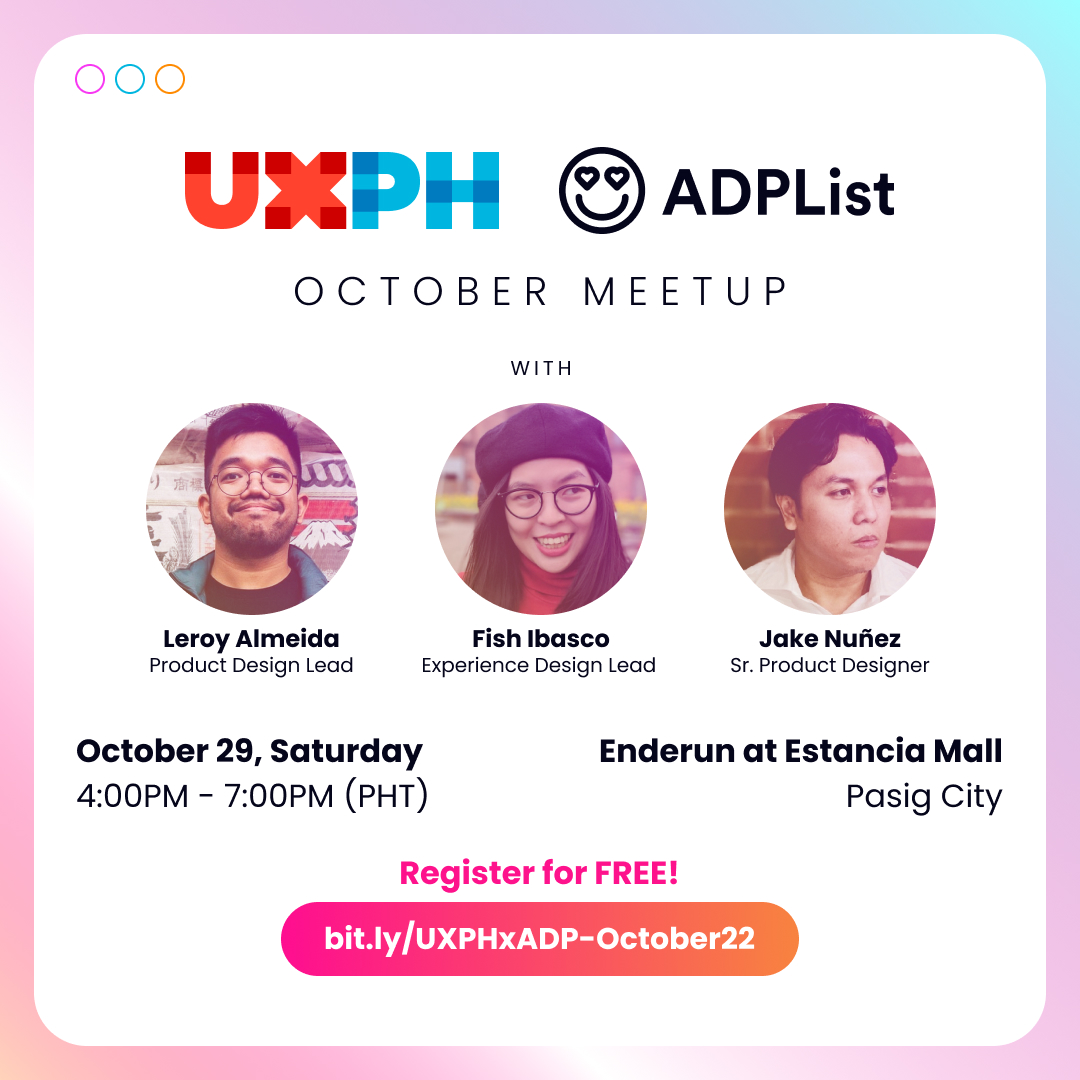 UXPH ADPList
OCTOBER MEETUP
WITH
Leroy Almeida
Product Design Lead
Fish Ibasco
Experience Design Lead
Jake Nuñez
Sr. Product Designer
October 29, Saturday
4:00PM - 7:00PM (PHT)
Enderun at Estancia Mall
Pasig City
Register for FREE!
bit.ly/UXPHxADP-October22